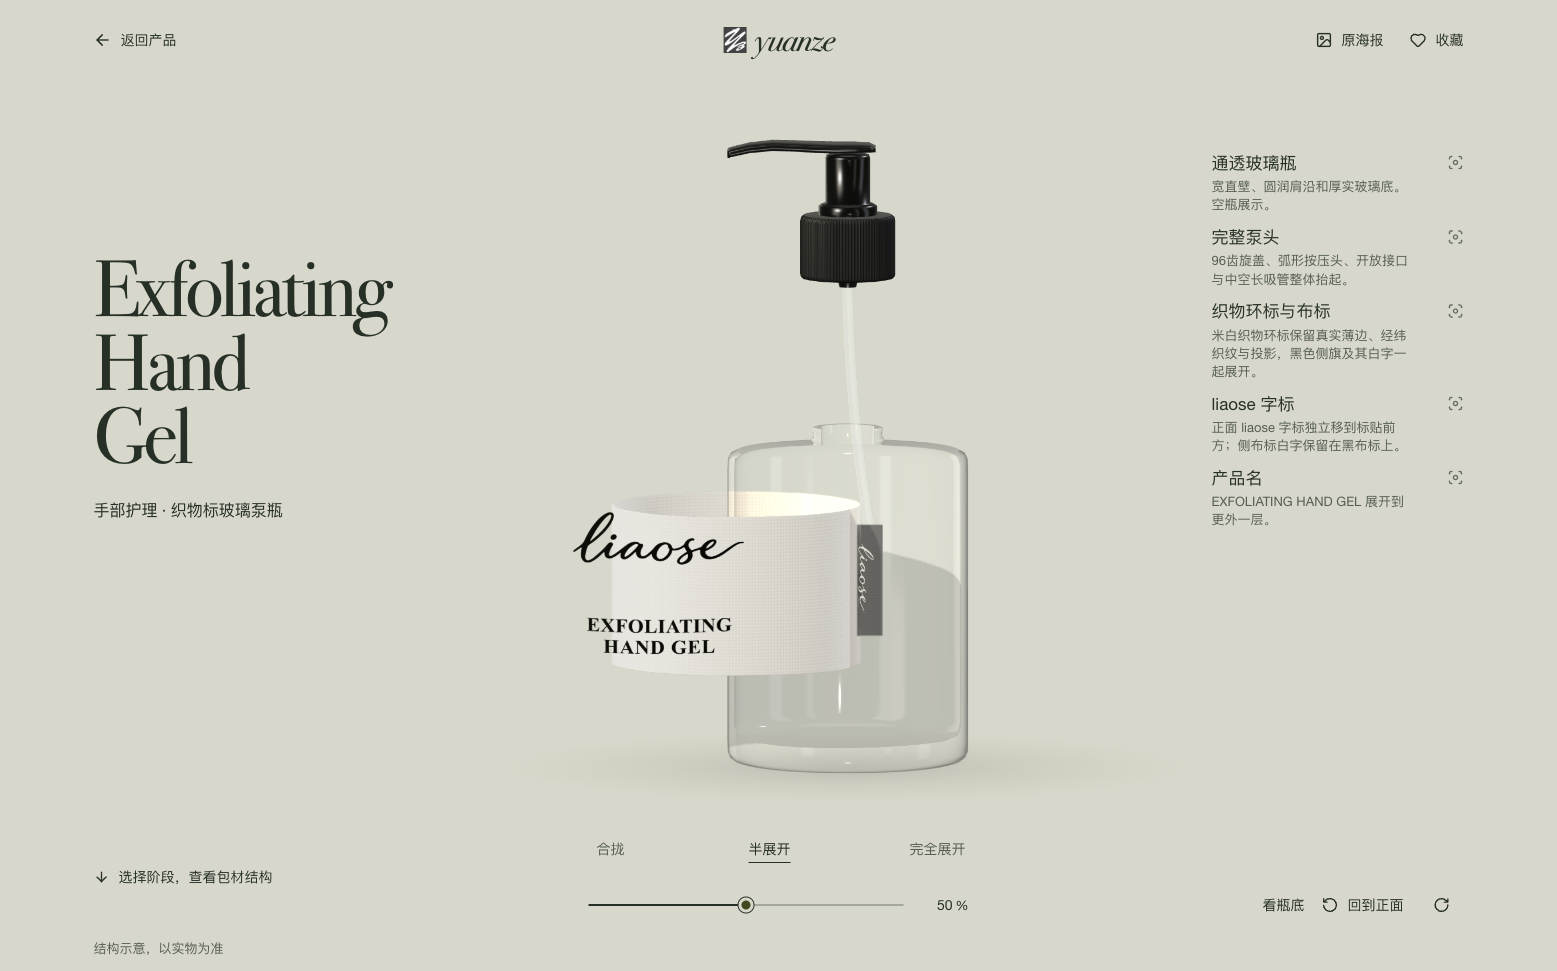 返回产品
yuanze
原海报
收藏
Exfoliating
Hand
Gel
手部护理 · 织物标玻璃泵瓶
liaose
EXFOLIATING
HAND GEL
liaose
通透玻璃瓶
宽直壁、圆润肩沿和厚实玻璃底。
空瓶展示。
完整泵头
96齿旋盖、弧形按压头、开放接口
与中空长吸管整体抬起。
织物环标与布标
米白织物环标保留真实薄边、经纬
织纹与投影，黑色侧旗及其白字一
起展开。
liaose 字标
正面 liaose 字标独立移到标贴前
方；侧布标白字保留在黑布标上。
产品名
EXFOLIATING HAND GEL 展开到
更外一层。
合拢
半展开
完全展开
选择阶段，查看包材结构
50 %
看瓶底
回到正面
结构示意，以实物为准